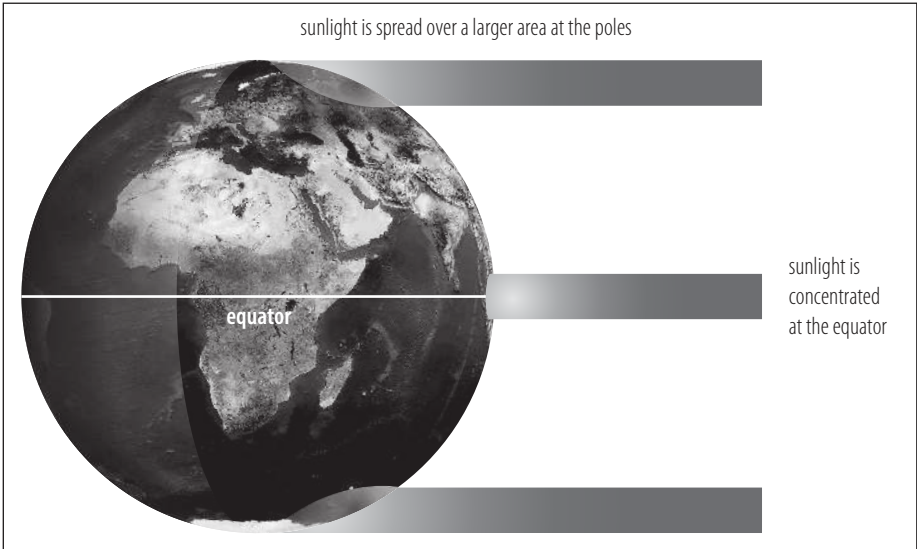 sunlight is spread over a larger area at the poles
equator
sunlight is
concentrated
at the equator